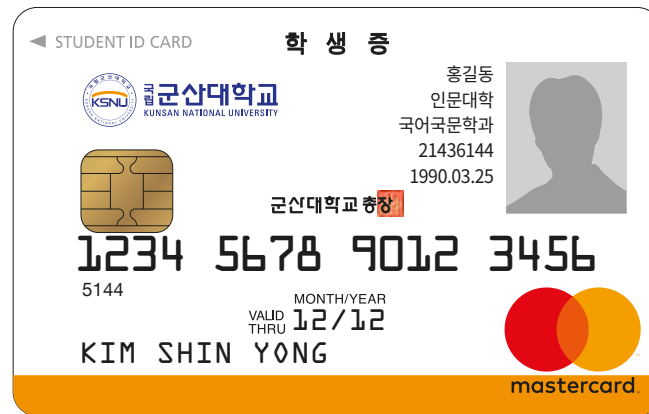 STUDENT ID CARD
학 생 증
KSNU
국립 군산대학교
KUNSAN NATIONAL UNIVERSITY
홍길동
인문대학
국어국문학과
21436144
1990.03.25
군산대학교 총장
1234 5678 9012 3456
5144
MONTH/YEAR
VALID THRU 12/12
KIM SHIN YONG
mastercard.